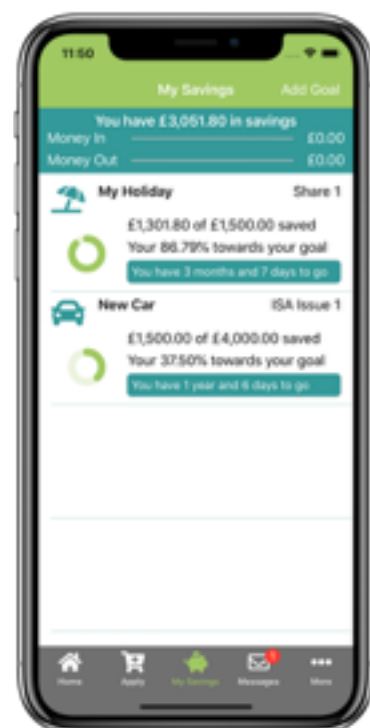 11:50
My Savings Add Goal
You have £3,051.80 in savings
Money In £0.00
Money Out £0.00
My Holiday Share 1
£1,301.80 of £1,500.00 saved
Your 86.79% towards your goal
You have 3 months and 7 days to go
New Car ISA Issue 1
£1,500.00 of £4,000.00 saved
Your 37.50% towards your goal
You have 1 year and 6 days to go
1
Home Apply My Savings Messages More